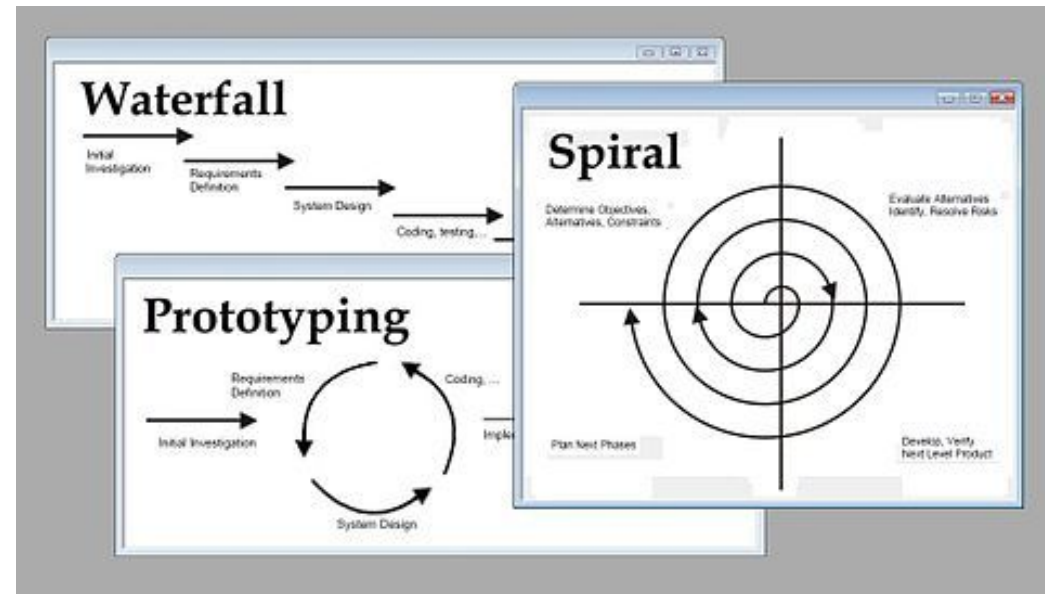 Waterfall
Initial
Investigation
Requirements
Definition
System Design
Coding, testing,...
Prototyping
Requirements
Definition
Coding, ...
Initial Investigation
System Design
Spiral
Determine Objectives,
Alternatives, Constraints
Evaluate Alternatives
Identify, Resolve Risks
Plan Next Phases
Develop, Verify
Next Level Product